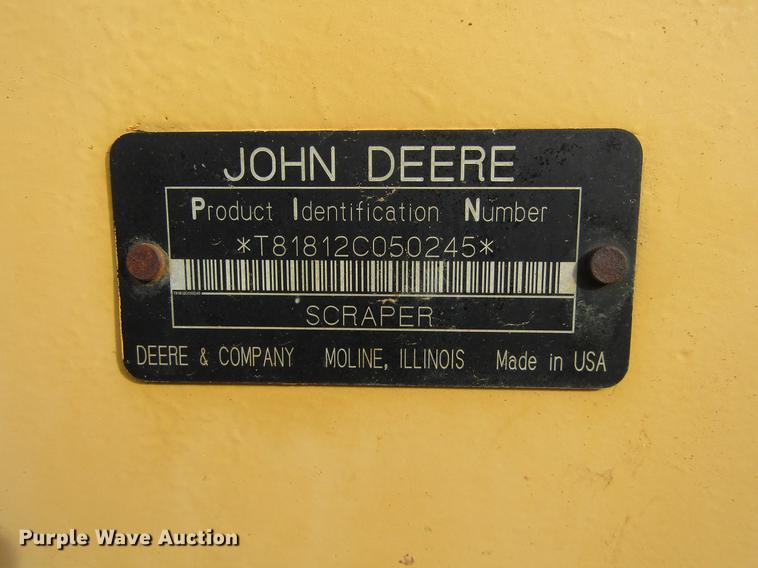 JOHN DEERE
Product Identification Number
*T81812C050245*
SCRAPER
DEERE & COMPANY MOLINE, ILLINOIS Made in USA
Purple Wave Auction